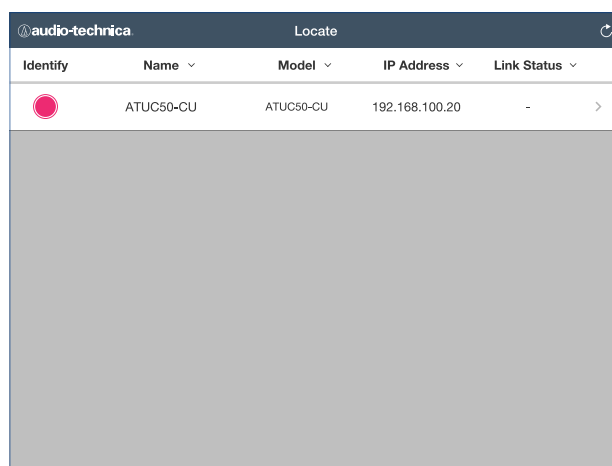 audio-technica.
Locate
Identify Name Model IP Address Link Status
ATUC50-CU ATUC50-CU 192.168.100.20 -